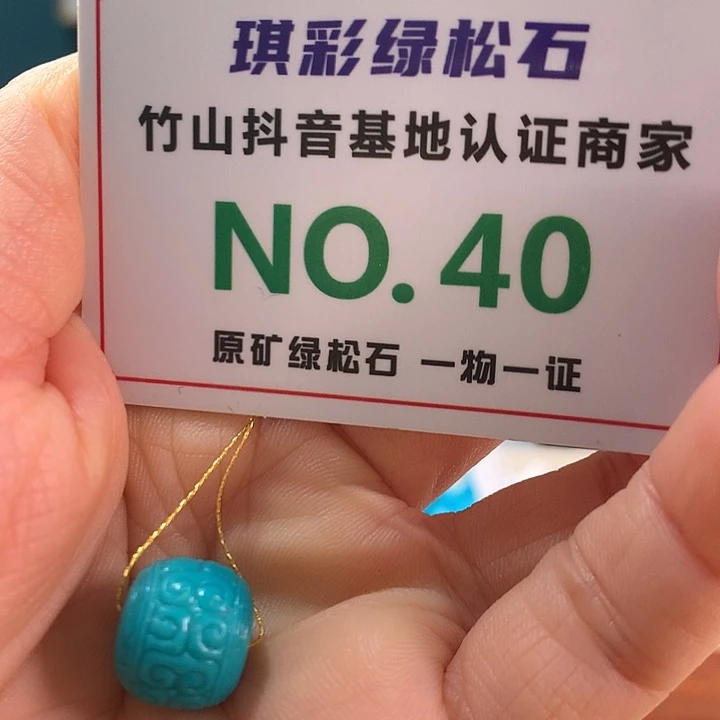 琪彩绿松石
竹山抖音基地认证商家
NO.40
原矿绿松石 一物一证